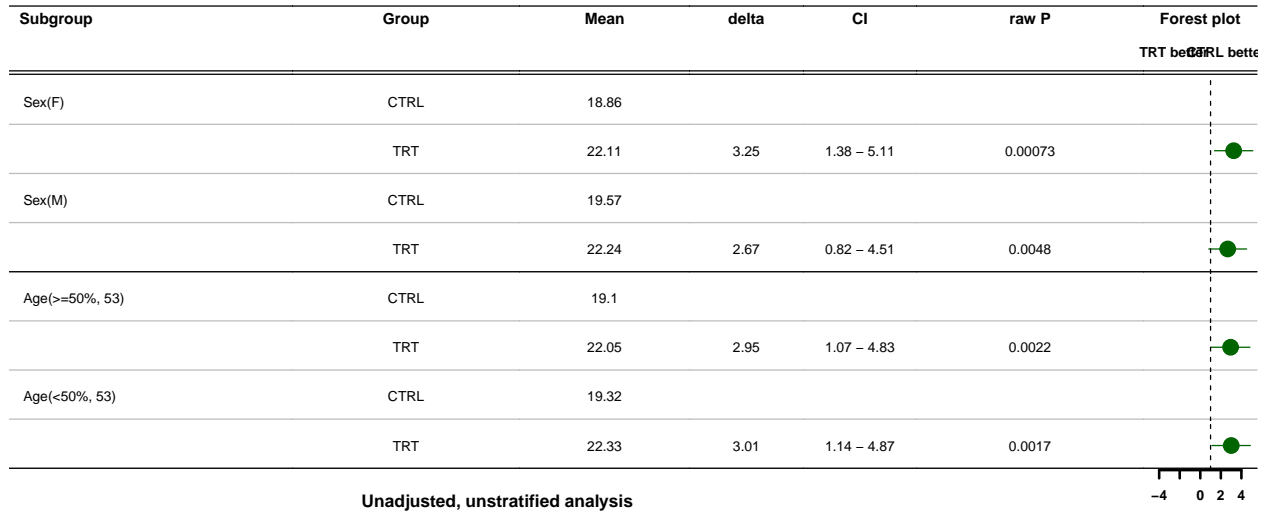 Subgroup Group Mean delta CI raw P Forest plot
TRT better CTRL bette
Sex(F) CTRL 18.86
TRT 22.11 3.25 1.38 – 5.11 0.00073
Sex(M) CTRL 19.57
TRT 22.24 2.67 0.82 – 4.51 0.0048
Age(>=50%, 53) CTRL 19.1
TRT 22.05 2.95 1.07 – 4.83 0.0022
Age(<50%, 53) CTRL 19.32
TRT 22.33 3.01 1.14 – 4.87 0.0017
−4 0 2 4
Unadjusted, unstratified analysis